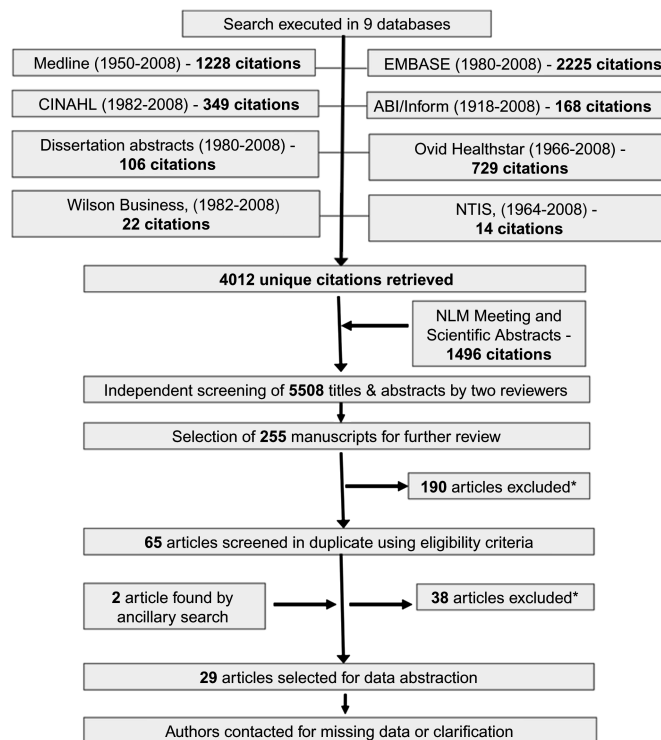 Search executed in 9 databases
Medline (1950-2008) - 1228 citations
EMBASE (1980-2008) - 2225 citations
CINAHL (1982-2008) - 349 citations
ABI/Inform (1918-2008) - 168 citations
Dissertation abstracts (1980-2008) -
106 citations
Ovid Healthstar (1966-2008) -
729 citations
Wilson Business, (1982-2008)
22 citations
NTIS, (1964-2008) -
14 citations
4012 unique citations retrieved
NLM Meeting and
Scientific Abstracts -
1496 citations
Independent screening of 5508 titles & abstracts by two reviewers
Selection of 255 manuscripts for further review
190 articles excluded*
65 articles screened in duplicate using eligibility criteria
2 article found by
ancillary search
38 articles excluded*
29 articles selected for data abstraction
Authors contacted for missing data or clarification